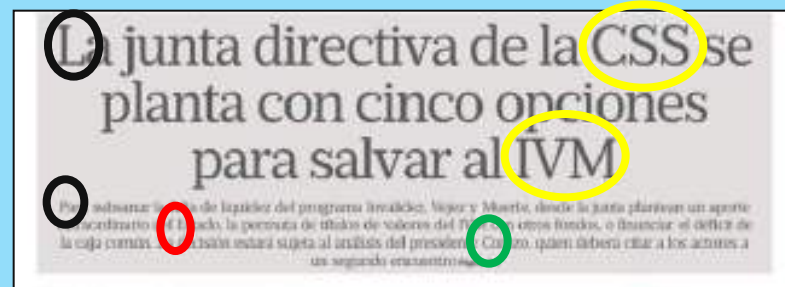 La junta directiva de la CSS se
planta con cinco opciones
para salvar al IVM
Para subsanar la de liquidez del programa Invalidez, Vejez y Muerte, desde la junta plantean un aporte
extraordinario del Estado, la permuta de títulos de valores del IVM otros fondos, o financiar el déficit de
la caja común. estará sujeta al análisis del presidente quien deberá citar a los actores a
un segundo encuentro